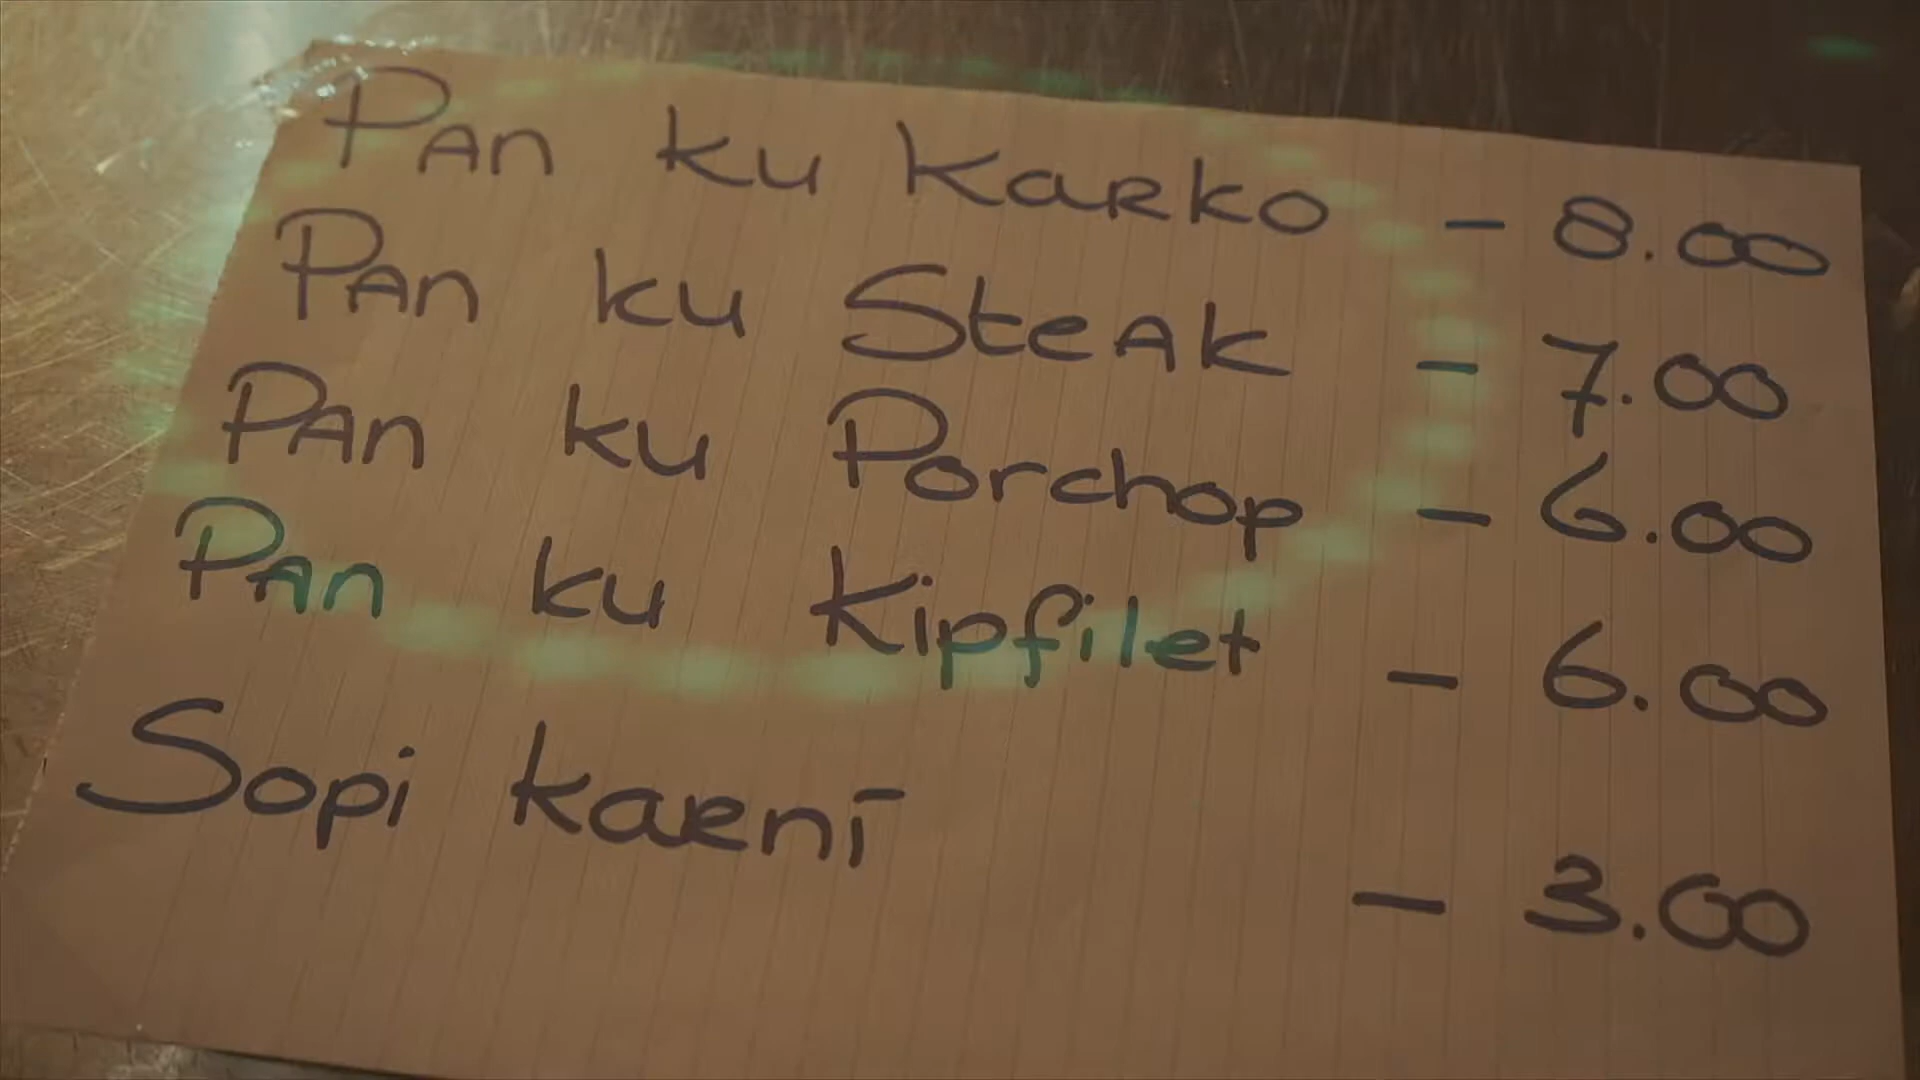 Pan ku Karko - 8.00
Pan ku Steak - 7.00
Pan ku Porchop - 6.00
Pan ku Kipfilet - 6.00
Sopi karni - 3.00